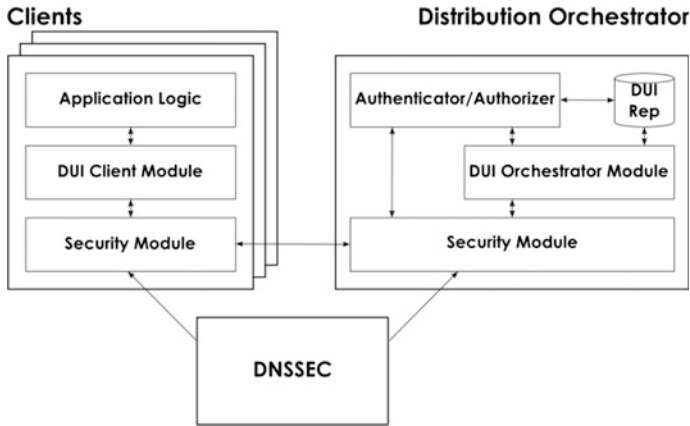 Clients
Distribution Orchestrator
Application Logic
DUI Client Module
Security Module
Authenticator/Authorizer
DUI
Rep
DUI Orchestrator Module
Security Module
DNSSEC